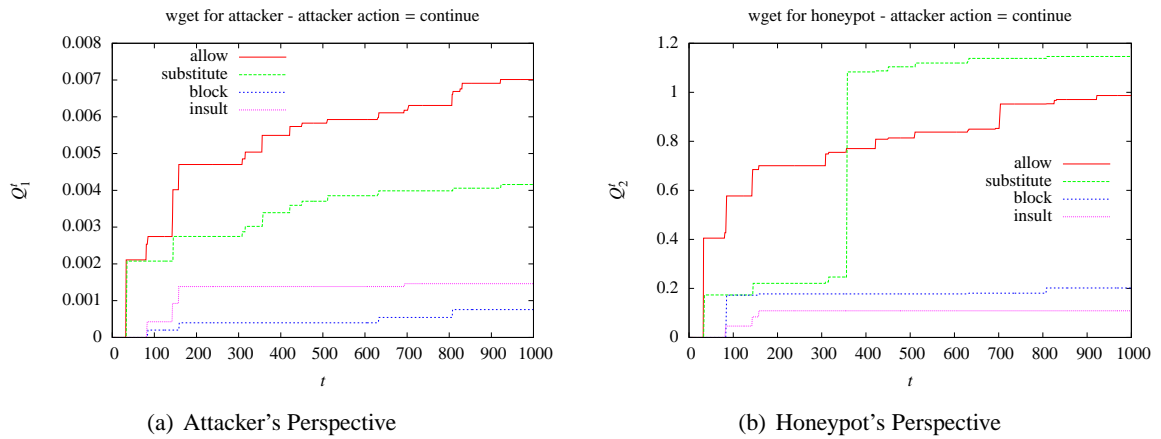 wget for attacker - attacker action = continue
0.008
0.007
0.006
0.005
0.004
0.003
0.002
0.001
0
allow
substitute
block
insult
Q₁ᵗ
0 100 200 300 400 500 600 700 800 900 1000
t
(a) Attacker's Perspective
wget for honeypot - attacker action = continue
1.2
1
0.8
0.6
0.4
0.2
0
allow
substitute
block
insult
Q₂ᵗ
0 100 200 300 400 500 600 700 800 900 1000
t
(b) Honeypot's Perspective